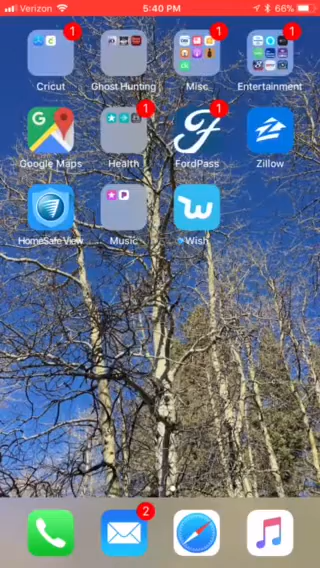 Verizon 5:40 PM 66%
1 1 1
Cricut Ghost Hunting Misc Entertainment
1 1
Google Maps Health FordPass Zillow
HomeSafe View Music Wish
2